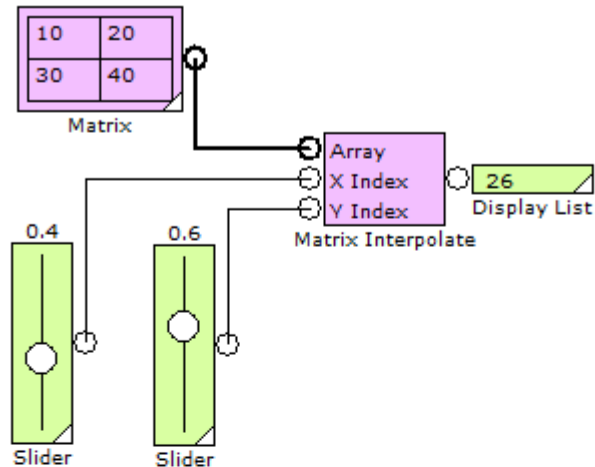 10 20
30 40
Matrix
Array
X Index
Y Index
Matrix Interpolate
26
Display List
0.4
Slider
0.6
Slider